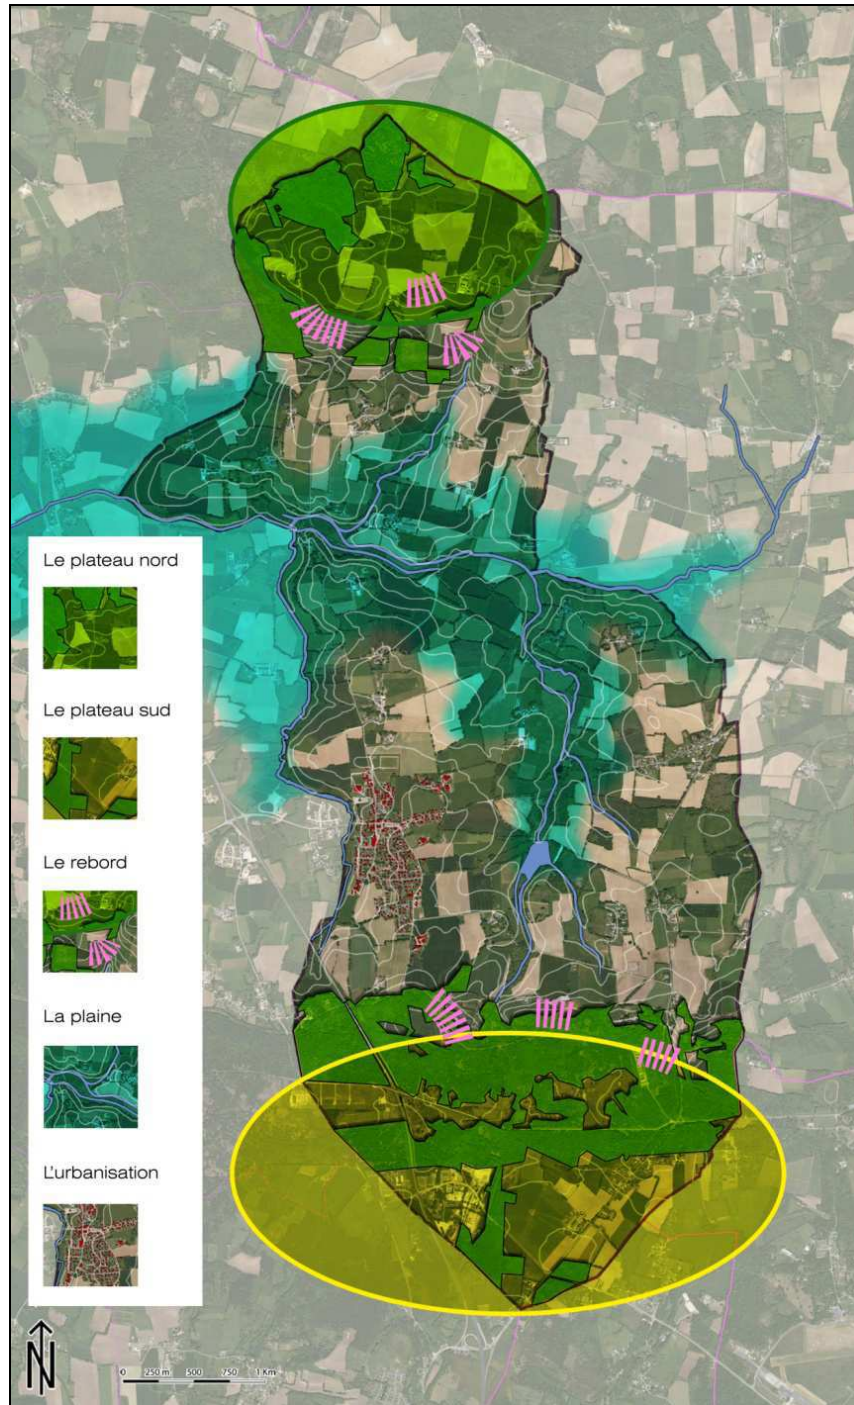 Le plateau nord
Le plateau sud
Le rebord
La plaine
L'urbanisation
N
0 250 m 500 750 1 Km